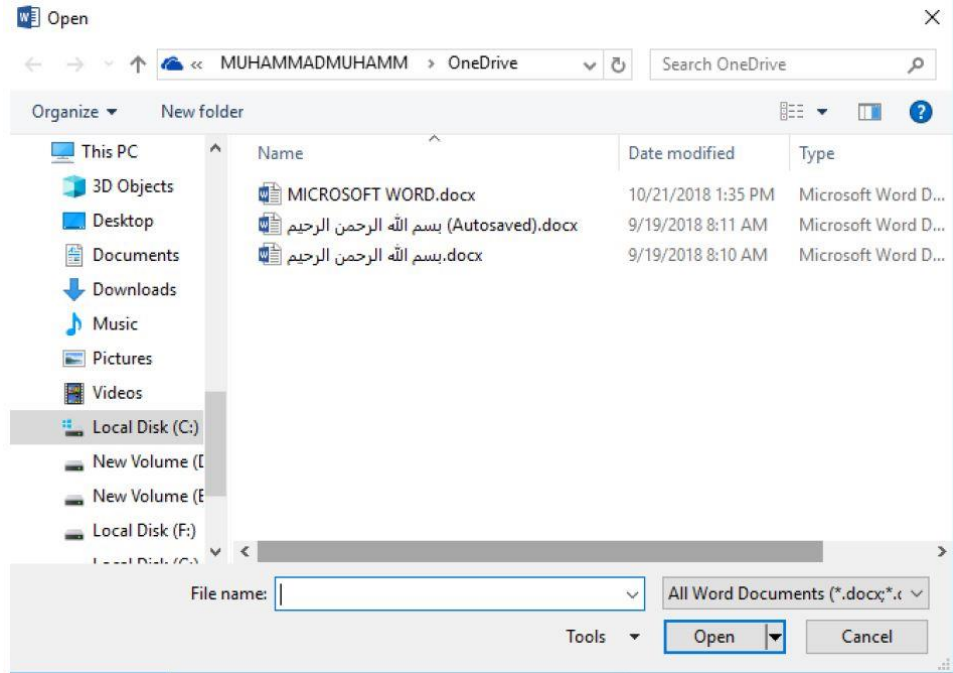 Open
« MUHAMMADMUHAMM > OneDrive
Search OneDrive
Organize
New folder
Name
Date modified
Type
This PC
3D Objects
Desktop
Documents
Downloads
Music
Pictures
Videos
Local Disk (C:)
New Volume (
New Volume (E
Local Disk (F:)
MICROSOFT WORD.docx 10/21/2018 1:35 PM Microsoft Word D...
بسم الله الرحمن الرحيم (Autosaved).docx 9/19/2018 8:11 AM Microsoft Word D...
بسم الله الرحمن الرحيم.docx 9/19/2018 8:10 AM Microsoft Word D...
File name:
All Word Documents (*.docx;*.
Tools
Open
Cancel